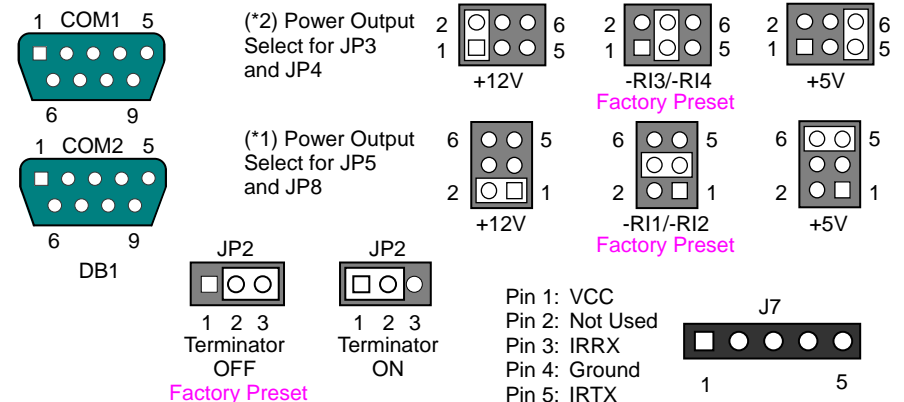 1 COM1 5
6 9
1 COM2 5
6 9
DB1
(*2) Power Output
Select for JP3
and JP4
2 6
1 5
+12V
2 6
1 5
-RI3/-RI4
Factory Preset
2 6
1 5
+5V
(*1) Power Output
Select for JP5
and JP8
6 5
2 1
+12V
6 5
2 1
-RI1/-RI2
Factory Preset
6 5
2 1
+5V
JP2
1 2 3
Terminator
OFF
Factory Preset
JP2
1 2 3
Terminator
ON
Pin 1: VCC
Pin 2: Not Used
Pin 3: IRRX
Pin 4: Ground
Pin 5: IRTX
J7
1 5